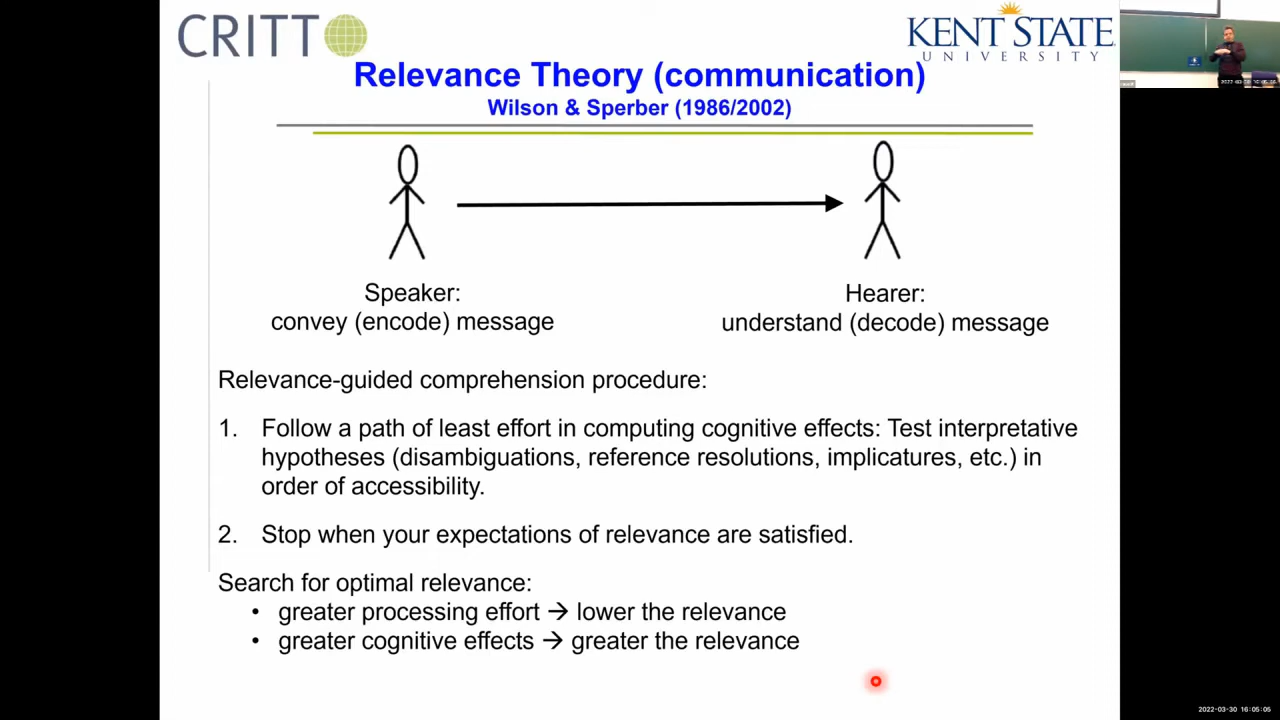 CRITT
KENT STATE
UNIVERSITY
Relevance Theory (communication)
Wilson & Sperber (1986/2002)
Speaker:
convey (encode) message
Hearer:
understand (decode) message
Relevance-guided comprehension procedure:
1. Follow a path of least effort in computing cognitive effects: Test interpretative
hypotheses (disambiguations, reference resolutions, implicatures, etc.) in
order of accessibility.
2. Stop when your expectations of relevance are satisfied.
Search for optimal relevance:
• greater processing effort → lower the relevance
• greater cognitive effects → greater the relevance
2022-03-30 16:05:05